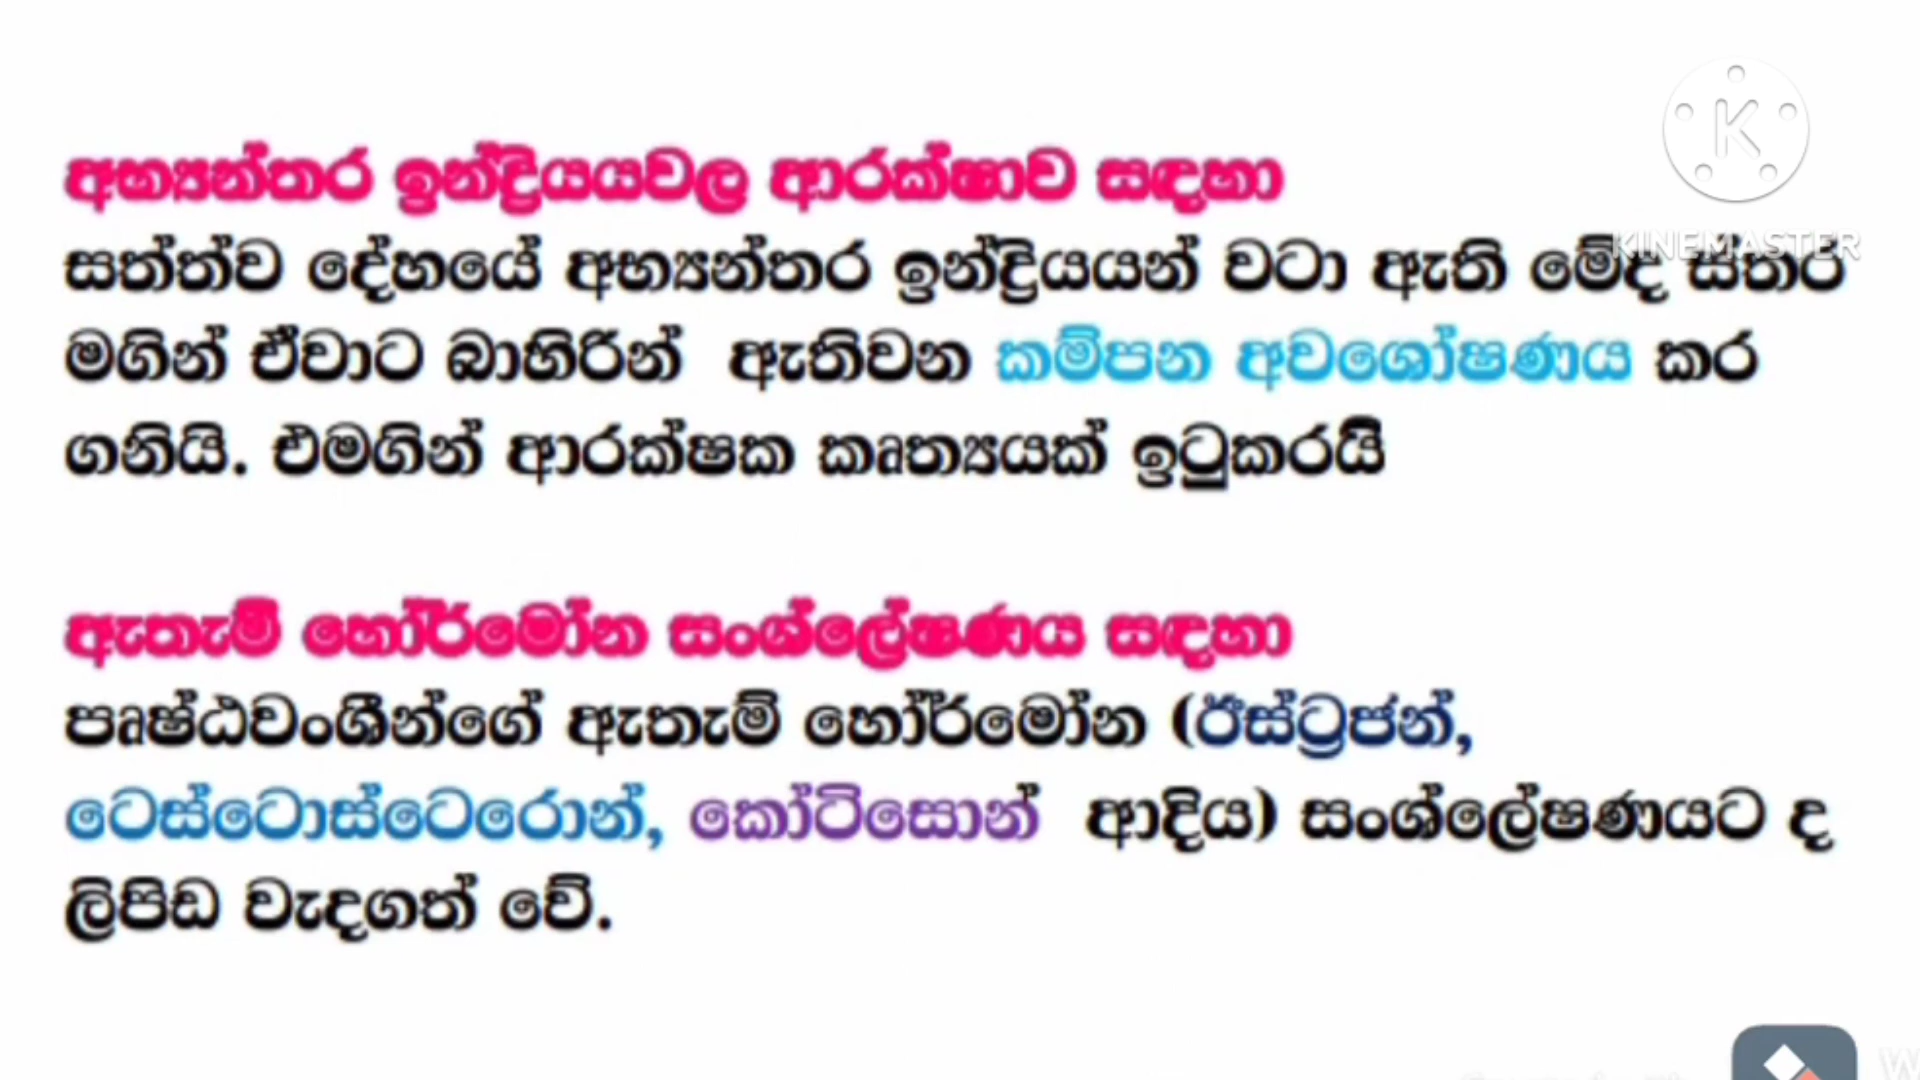 අභ්‍යන්තර ඉන්ද්‍රියයවල ආරක්ෂාව සඳහා
සත්ත්ව දේහයේ අභ්‍යන්තර ඉන්ද්‍රියයන් වටා ඇති මේද ස්තර
මගින් ඒවාට බාහිරින් ඇතිවන කම්පන අවශෝෂණය කර
ගනියි. එමගින් ආරක්ෂක කෘත්‍යයක් ඉටුකරයි
ඇතැම් හෝර්මෝන සංශ්ලේෂණය සඳහා
පෘෂ්ඨවංශීන්ගේ ඇතැම් හෝර්මෝන (ඊස්ට්‍රජන්,
ටෙස්ටොස්ටෙරොන්, කෝටිසොන් ආදිය) සංශ්ලේෂණයට ද
ලිපිඩ වැදගත් වේ.
K
KINEMASTER